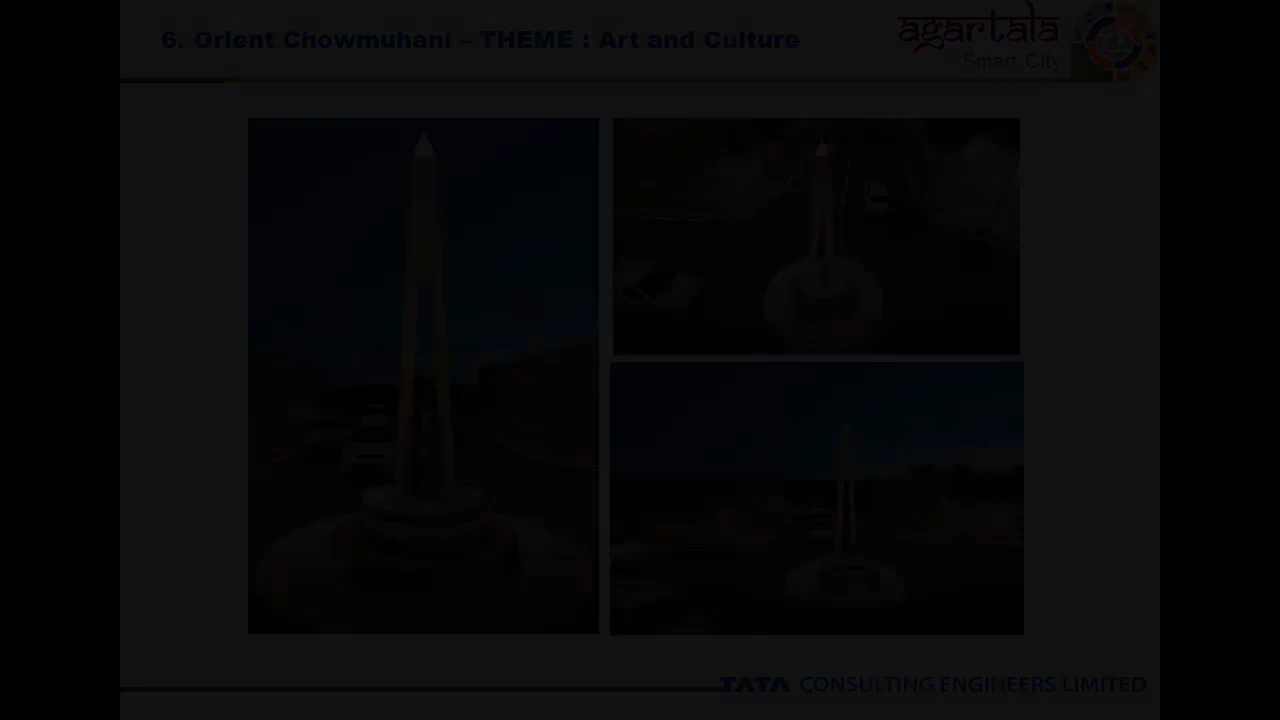 6. Orient Chowmuhani – THEME : Art and Culture
agartala
Smart City
TATA CONSULTING ENGINEERS LIMITED